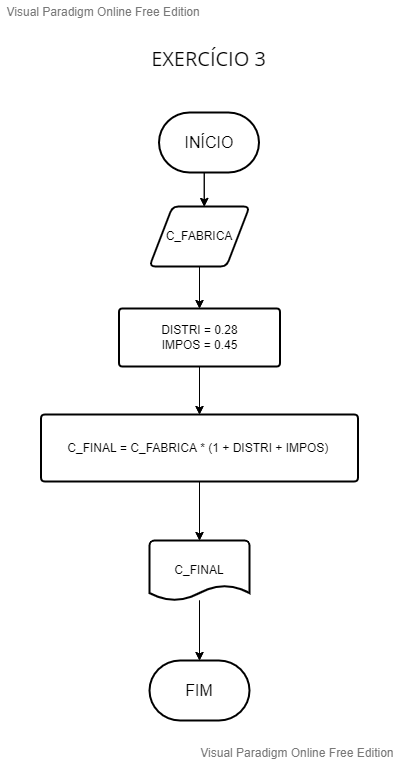 Visual Paradigm Online Free Edition
EXERCÍCIO 3
INÍCIO
C_FABRICA
DISTRI = 0.28
IMPOS = 0.45
C_FINAL = C_FABRICA * (1 + DISTRI + IMPOS)
C_FINAL
FIM
Visual Paradigm Online Free Edition